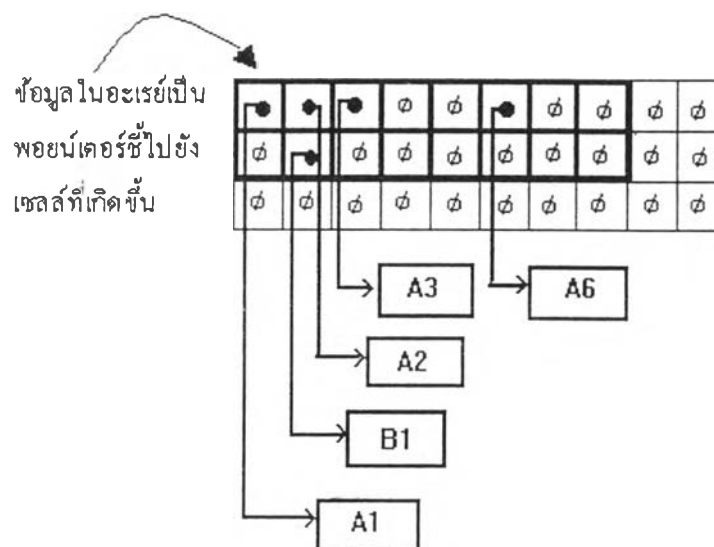 ข้อมูลในอะเรย์เป็น
พอยน์เตอร์ชี้ไปยัง
เซลล์ที่เกิดขึ้น
φ φ φ φ φ φ
φ φ φ φ φ φ φ φ φ
φ φ φ φ φ φ φ φ φ φ
A3 A6
A2
B1
A1